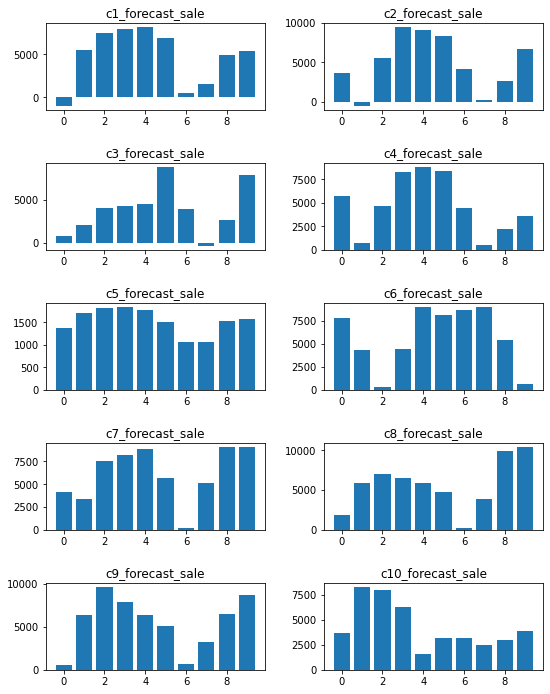 c1_forecast_sale
5000
0
0 2 4 6 8
c2_forecast_sale
10000
5000
0
0 2 4 6 8
c3_forecast_sale
5000
0
0 2 4 6 8
c4_forecast_sale
7500
5000
2500
0
0 2 4 6 8
c5_forecast_sale
1500
1000
500
0
0 2 4 6 8
c6_forecast_sale
7500
5000
2500
0
0 2 4 6 8
c7_forecast_sale
7500
5000
2500
0
0 2 4 6 8
c8_forecast_sale
10000
5000
0
0 2 4 6 8
c9_forecast_sale
10000
5000
0
0 2 4 6 8
c10_forecast_sale
7500
5000
2500
0
0 2 4 6 8